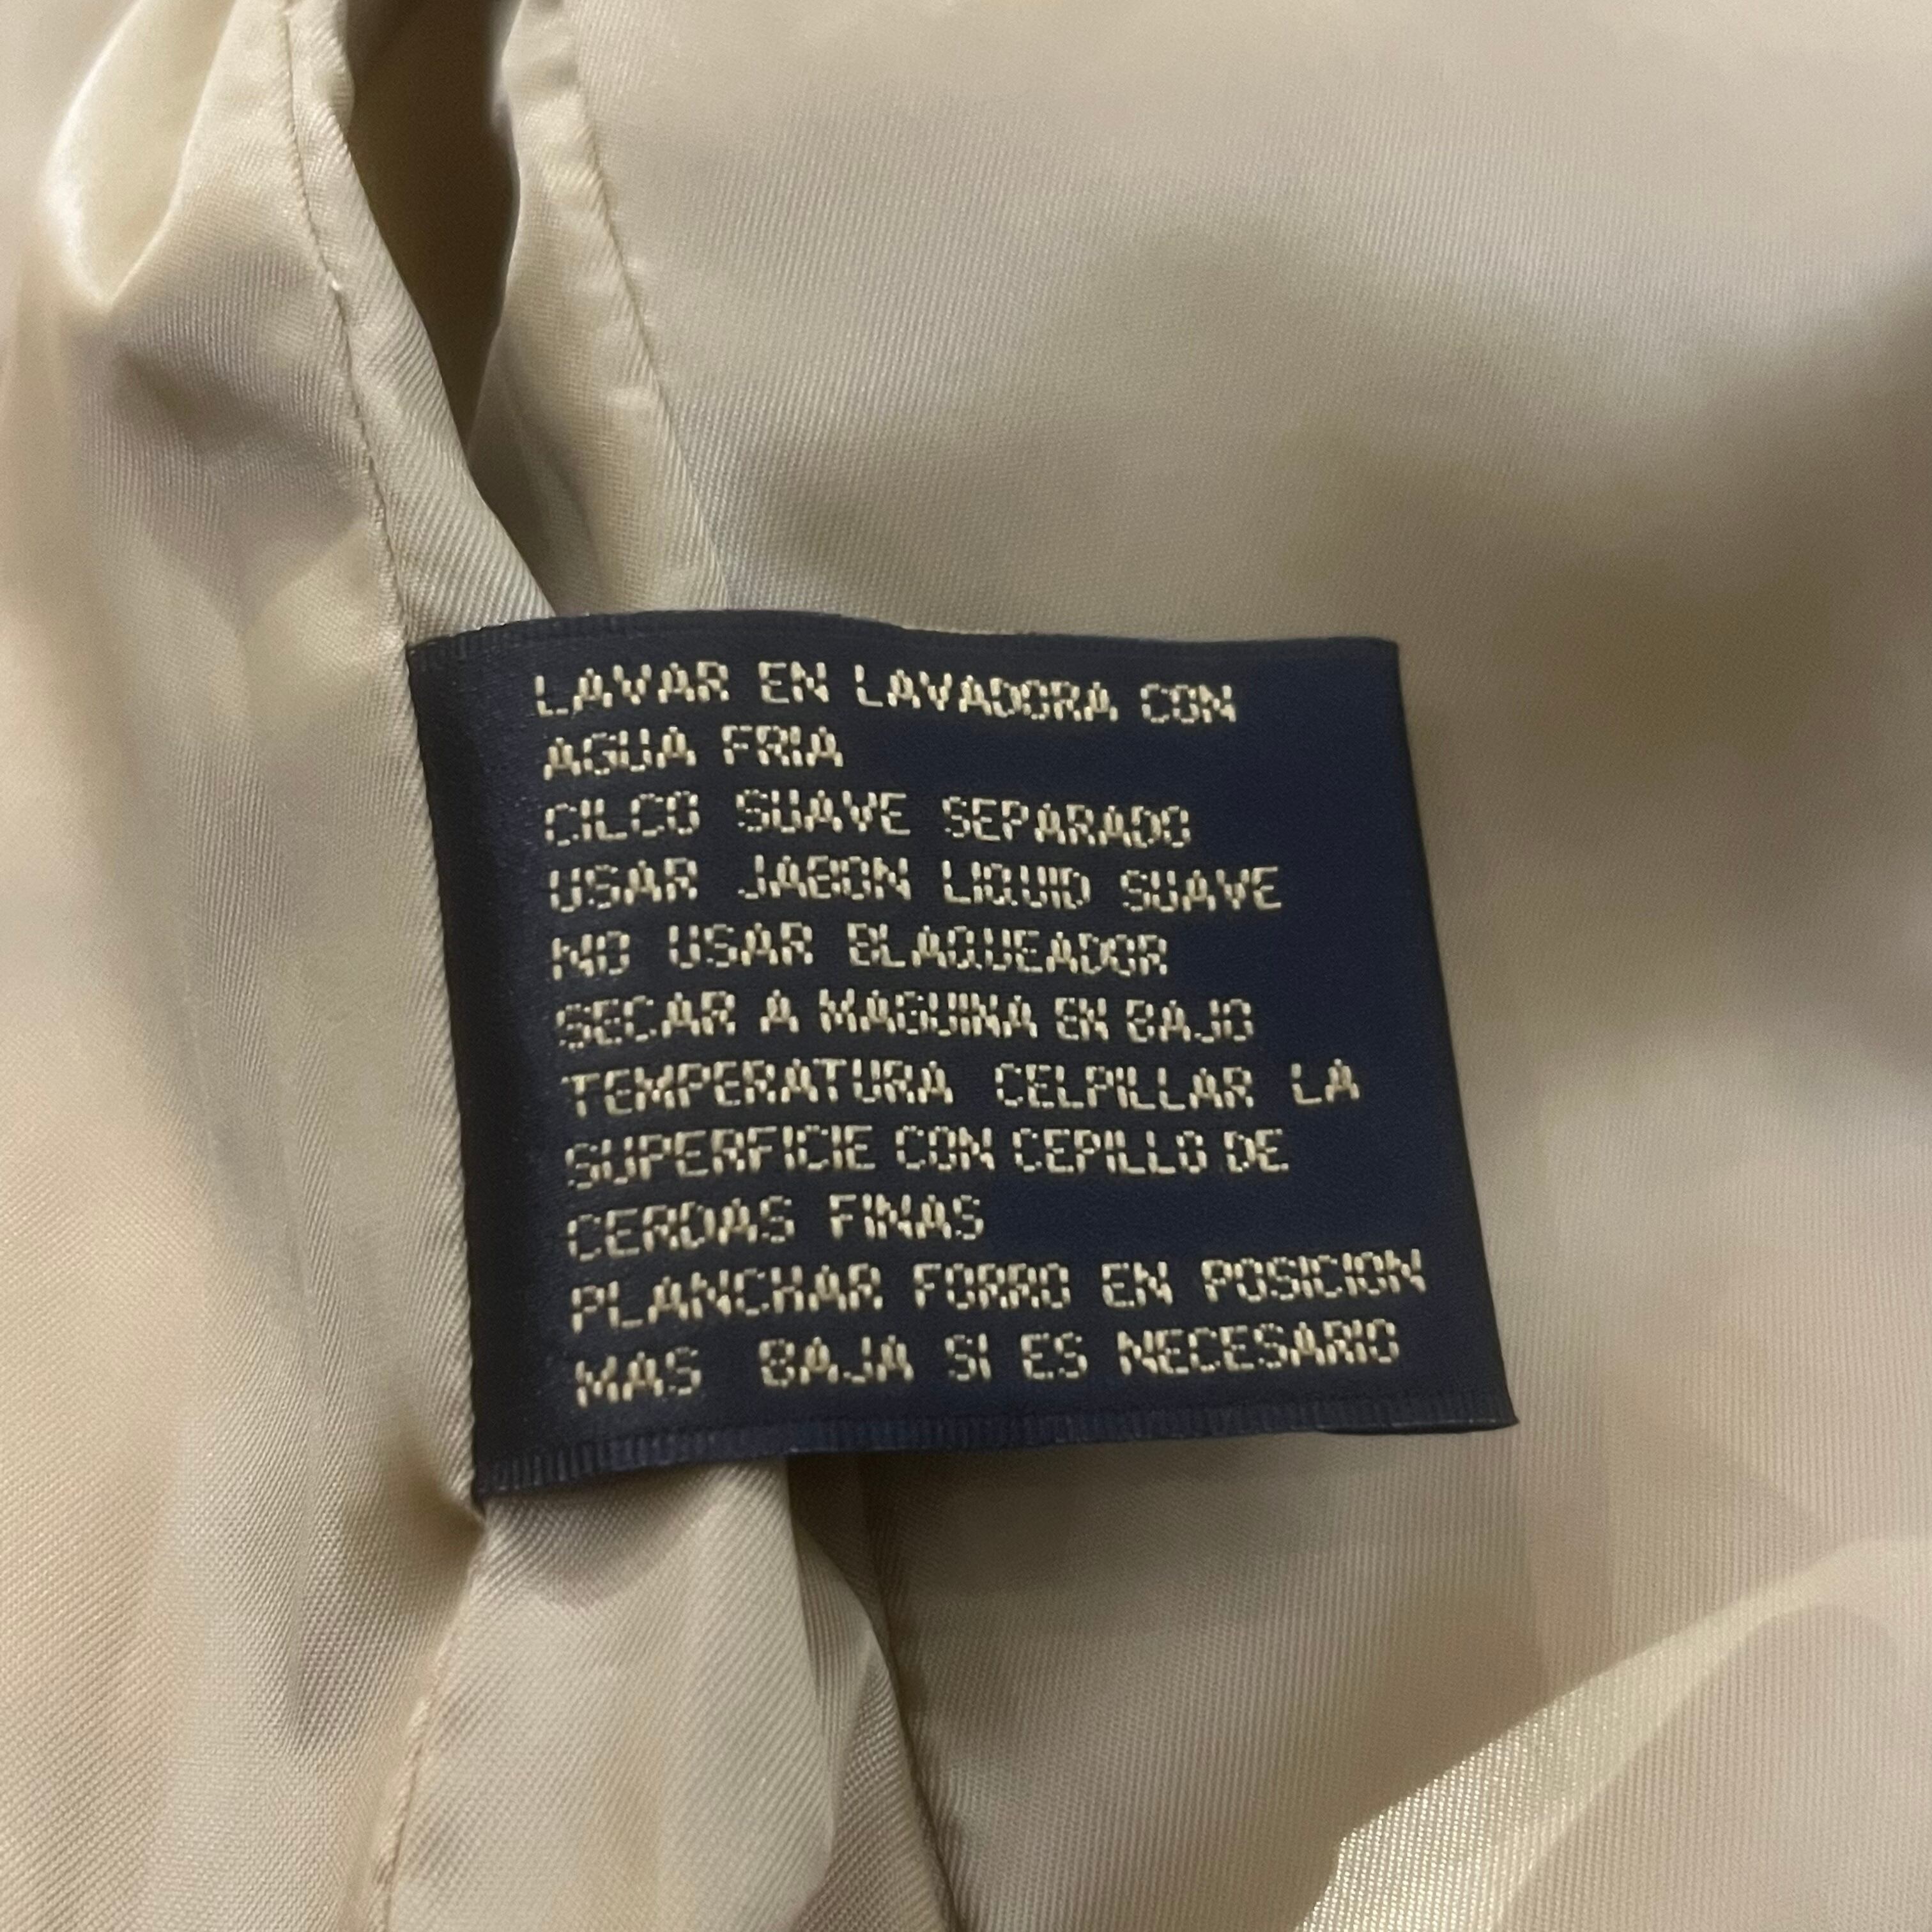 LAVAR EN LAVADORA CON
AGUA FRIA
CILCO SUAVE SEPARADO
USAR JABON LIQUID SUAVE
NO USAR BLAQUEADOR
SECAR A MAGUINA EN BAJO
TEMPERATURA CELPILLAR LA
SUPERFICIE CON CEPILLO DE
CERDAS FINAS
PLANCHAR FORRO EN POSICION
MAS BAJA SI ES NECESARIO